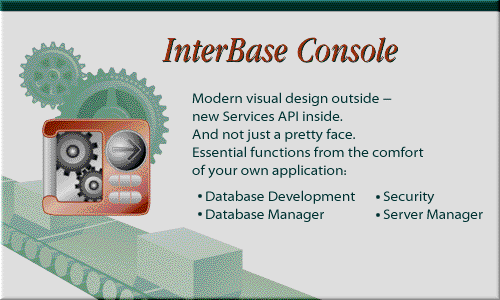 InterBase Console
Modern visual design outside –
new Services API inside.
And not just a pretty face.
Essential functions from the comfort
of your own application:
• Database Development • Security
• Database Manager • Server Manager